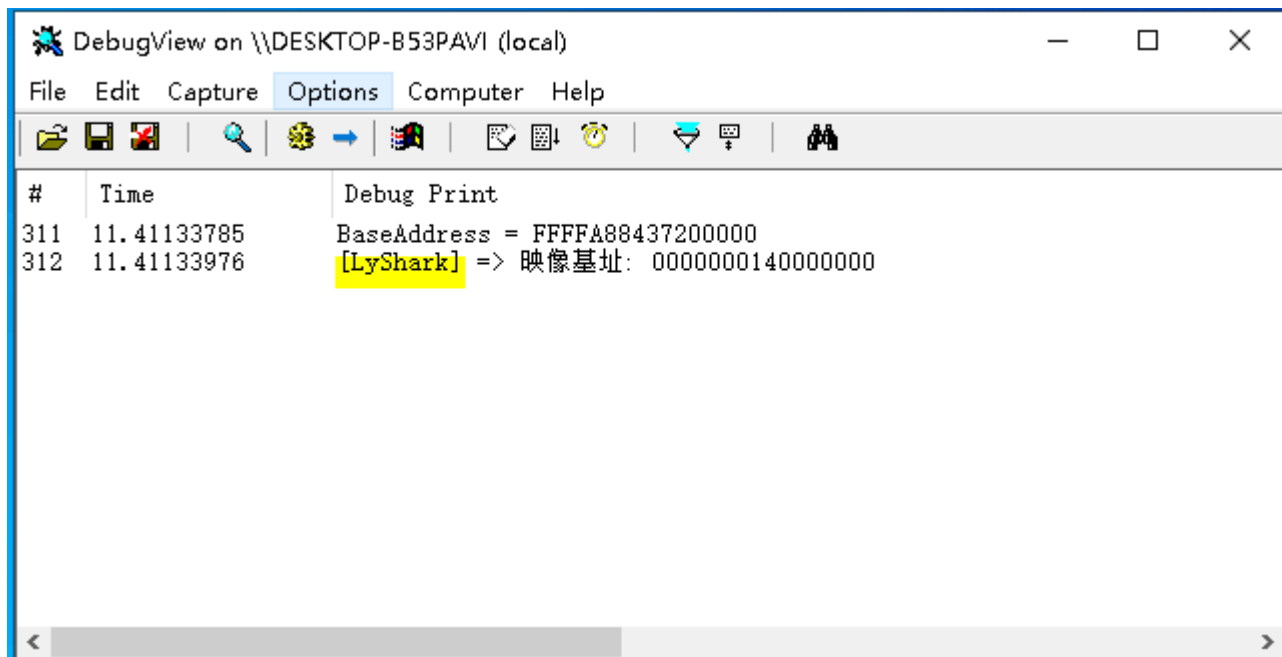 DebugView on \\DESKTOP-B53PAVI (local)
File Edit Capture Options Computer Help
# Time Debug Print
311 11.41133785 BaseAddress = FFFFA88437200000
312 11.41133976 [LyShark] => 映像基址: 0000000140000000